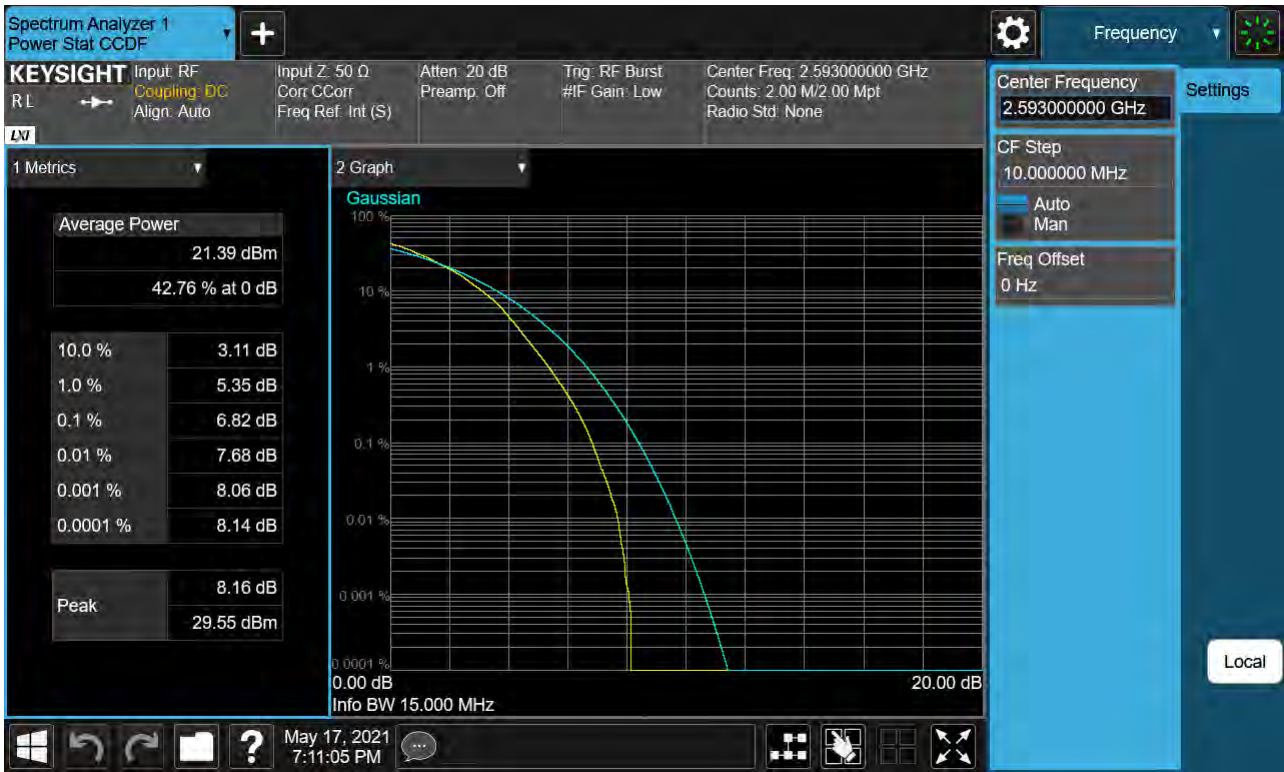 Spectrum Analyzer 1
Power Stat CCDF
+
Frequency
KEYSIGHT
RL
LXI
Input: RF
Coupling: DC
Align: Auto
Input Z: 50 Ω
Corr CCorr
Freq Ref: Int (S)
Atten: 20 dB
Preamp: Off
Trig: RF Burst
#IF Gain: Low
Center Freq: 2.593000000 GHz
Counts: 2.00 M/2.00 Mpt
Radio Std: None
Center Frequency
2.593000000 GHz
Settings
CF Step
10.000000 MHz
Auto
Man
Freq Offset
0 Hz
Local
1 Metrics
Average Power
21.39 dBm
42.76 % at 0 dB
10.0 % 3.11 dB
1.0 % 5.35 dB
0.1 % 6.82 dB
0.01 % 7.68 dB
0.001 % 8.06 dB
0.0001 % 8.14 dB
Peak
8.16 dB
29.55 dBm
2 Graph
Gaussian
100 %
10 %
1 %
0.1 %
0.01 %
0.001 %
0.0001 %
0.00 dB
20.00 dB
Info BW 15.000 MHz
?
May 17, 2021
7:11:05 PM